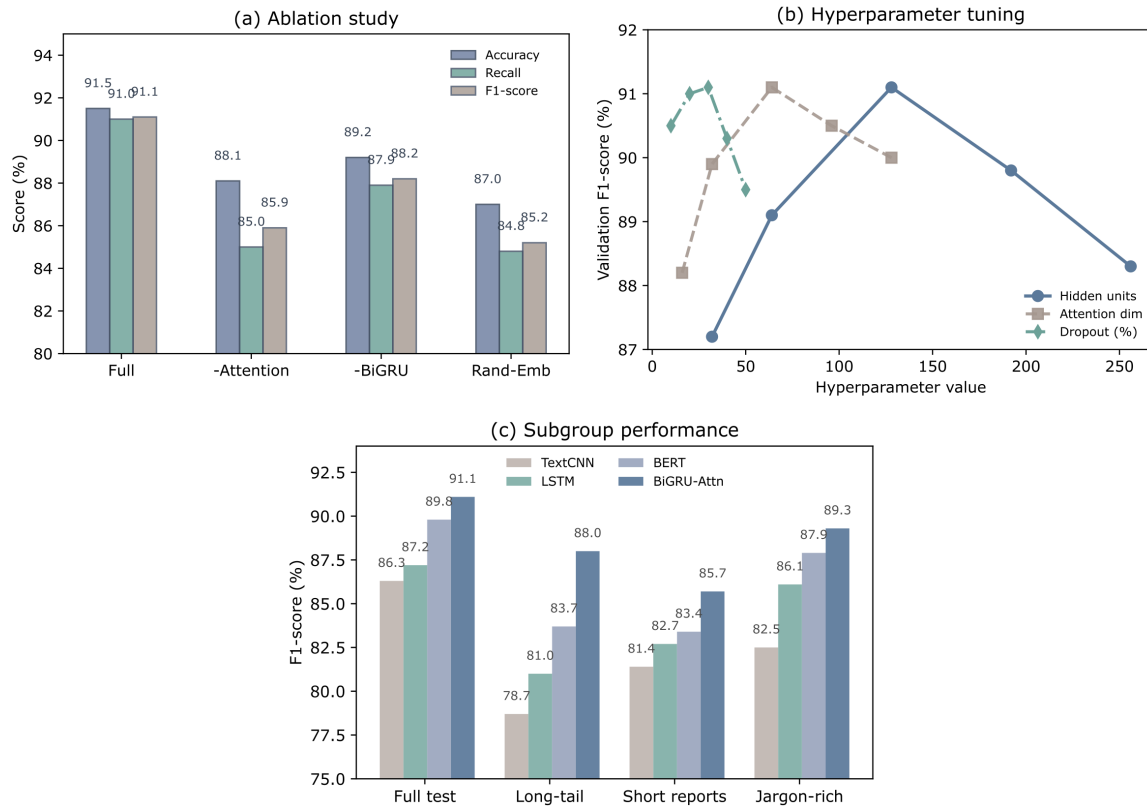 (a) Ablation study
Score (%)
94
92
90
88
86
84
82
80
Accuracy
Recall
F1-score
91.5
91.0
91.1
88.1
85.0
85.9
89.2
87.9
88.2
87.0
84.8
85.2
Full
-Attention
-BiGRU
Rand-Emb
(b) Hyperparameter tuning
Validation F1-score (%)
92
91
90
89
88
87
Hidden units
Attention dim
Dropout (%)
0
50
100
150
200
250
Hyperparameter value
(c) Subgroup performance
F1-score (%)
92.5
90.0
87.5
85.0
82.5
80.0
77.5
75.0
TextCNN
LSTM
BERT
BiGRU-Attn
86.3
87.2
89.8
91.1
78.7
81.0
83.7
88.0
81.4
82.7
83.4
85.7
82.5
86.1
87.9
89.3
Full test
Long-tail
Short reports
Jargon-rich